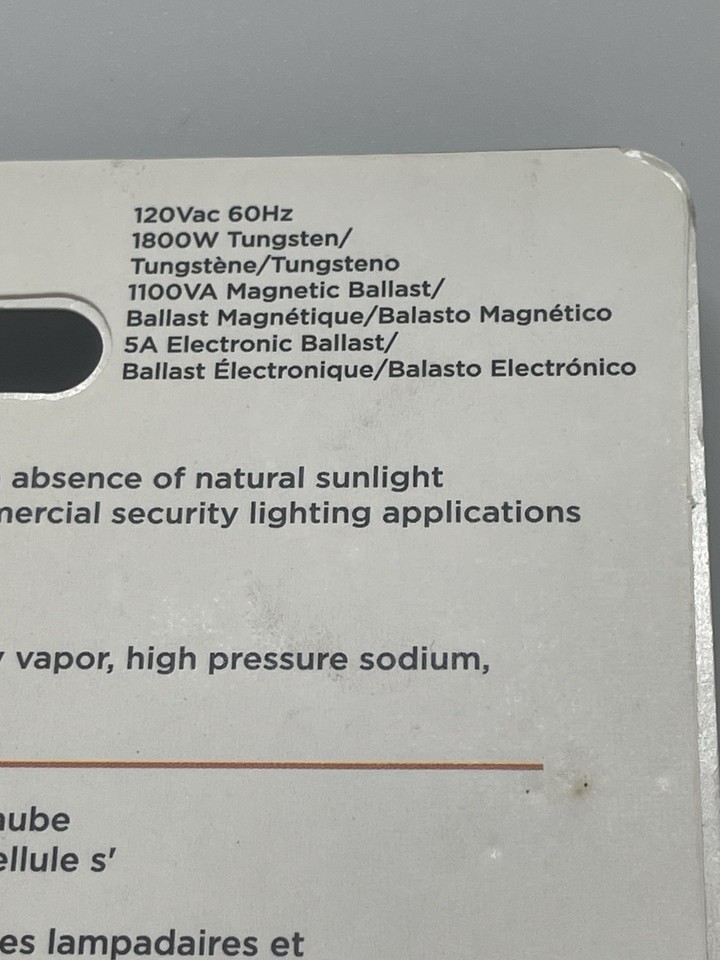 120Vac 60Hz
1800W Tungsten/
Tungstène/Tungsteno
1100VA Magnetic Ballast/
Ballast Magnétique/Balasto Magnético
5A Electronic Ballast/
Ballast Électronique/Balasto Electrónico
absence of natural sunlight
mercial security lighting applications
vapor, high pressure sodium,
aube
ellule s'
es lampadaires et